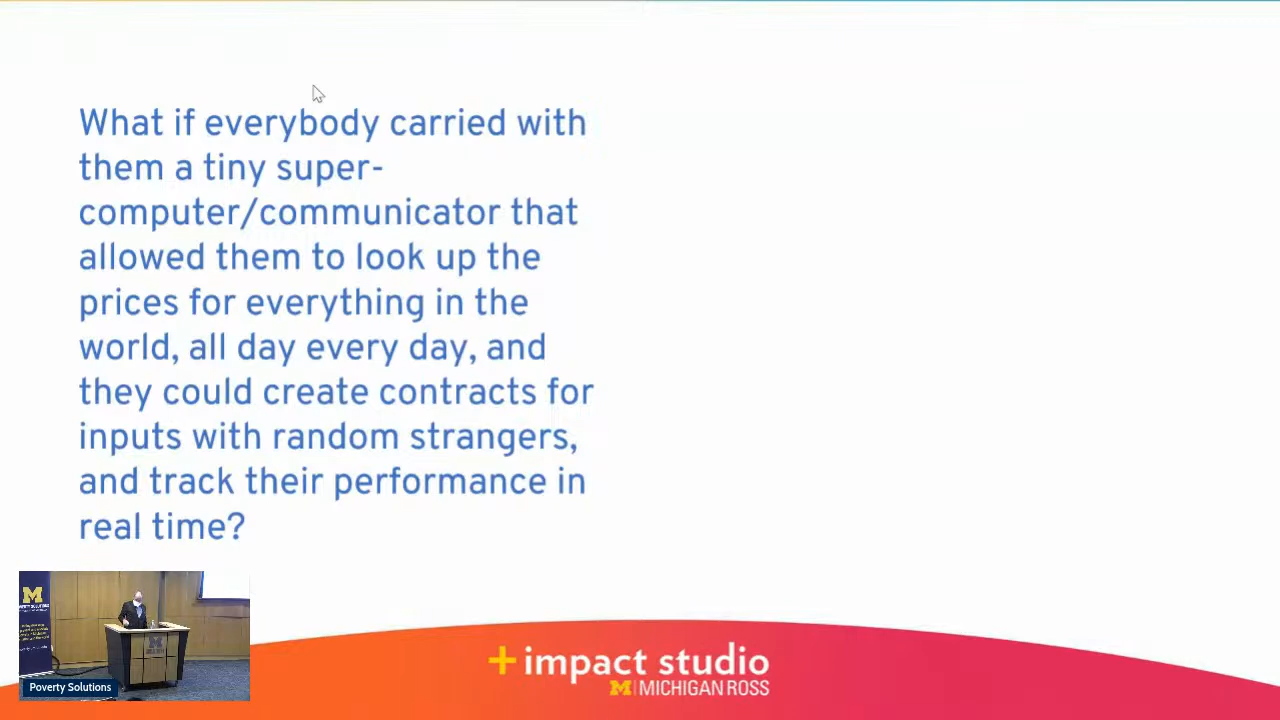 What if everybody carried with
them a tiny super-
computer/communicator that
allowed them to look up the
prices for everything in the
world, all day every day, and
they could create contracts for
inputs with random strangers,
and track their performance in
real time?
M
POVERTY SOLUTIONS
M
Poverty Solutions
+ impact studio
M | MICHIGAN ROSS